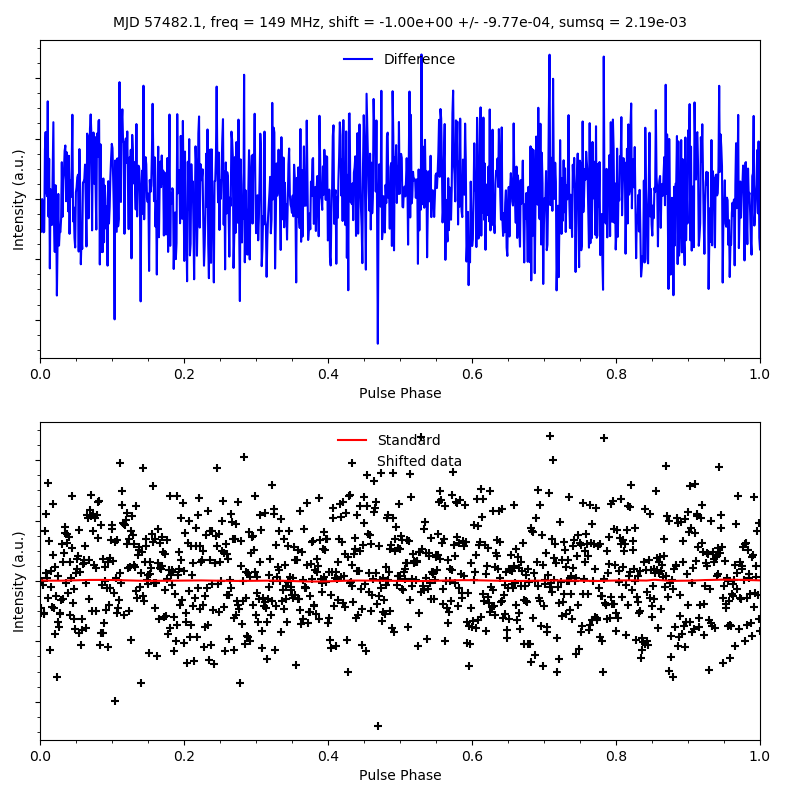 MJD 57482.1, freq = 149 MHz, shift = -1.00e+00 +/- -9.77e-04, sumsq = 2.19e-03
Difference
Intensity (a.u.)
0.0 0.2 0.4 0.6 0.8 1.0
Pulse Phase
Standard
Shifted data
Intensity (a.u.)
0.0 0.2 0.4 0.6 0.8 1.0
Pulse Phase